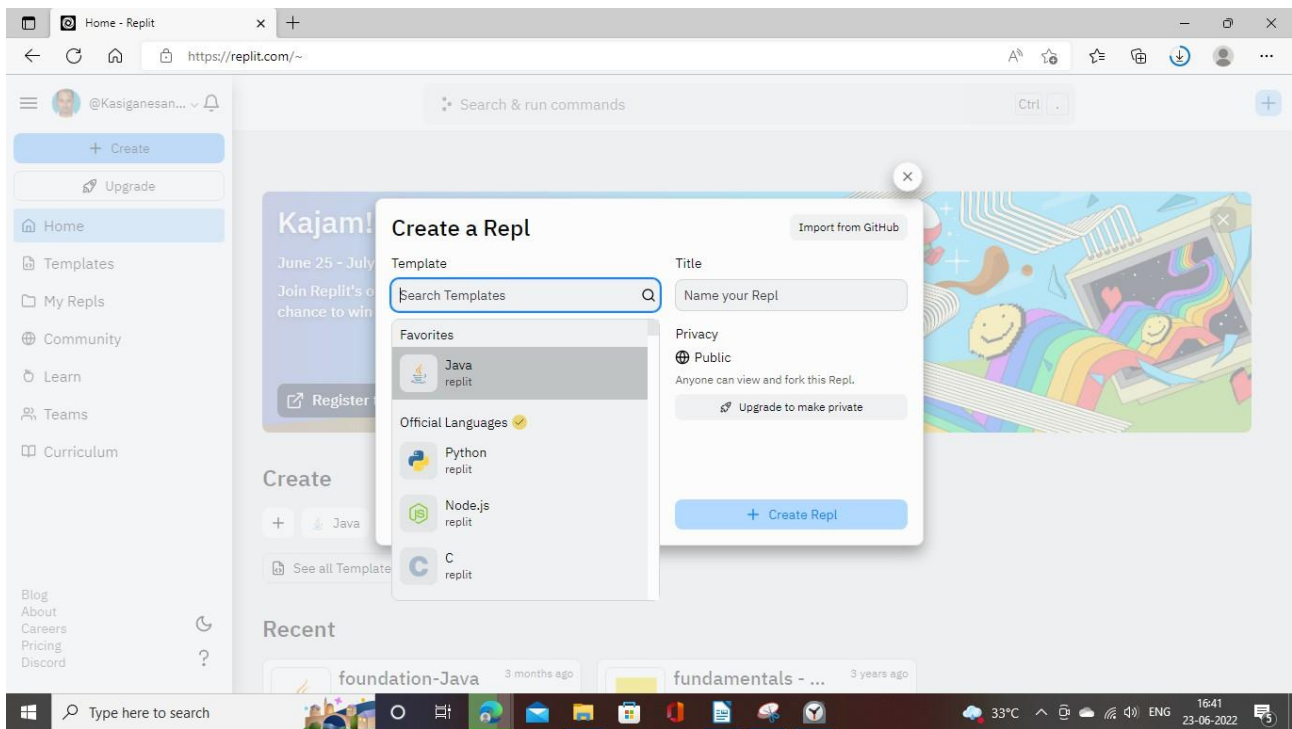 Home - Replit
https://replit.com/~
@Kasiganesan...
Search & run commands
Ctrl .
+ Create
Upgrade
Home
Templates
My Repls
Community
Learn
Teams
Curriculum
Blog
About
Careers
Pricing
Discord
?
Kajam!
June 25 - July
Join Replit's o
chance to win
Register
Create a Repl
Import from GitHub
Template
Search Templates
Favorites
Java
replit
Official Languages
Python
replit
Node.js
replit
C
replit
Title
Name your Repl
Privacy
Public
Anyone can view and fork this Repl.
Upgrade to make private
+ Create Repl
Create
+ Java
See all Template
Recent
foundation-Java
3 months ago
fundamentals - ...
3 years ago
Type here to search
33°C
ENG
16:41
23-06-2022
5